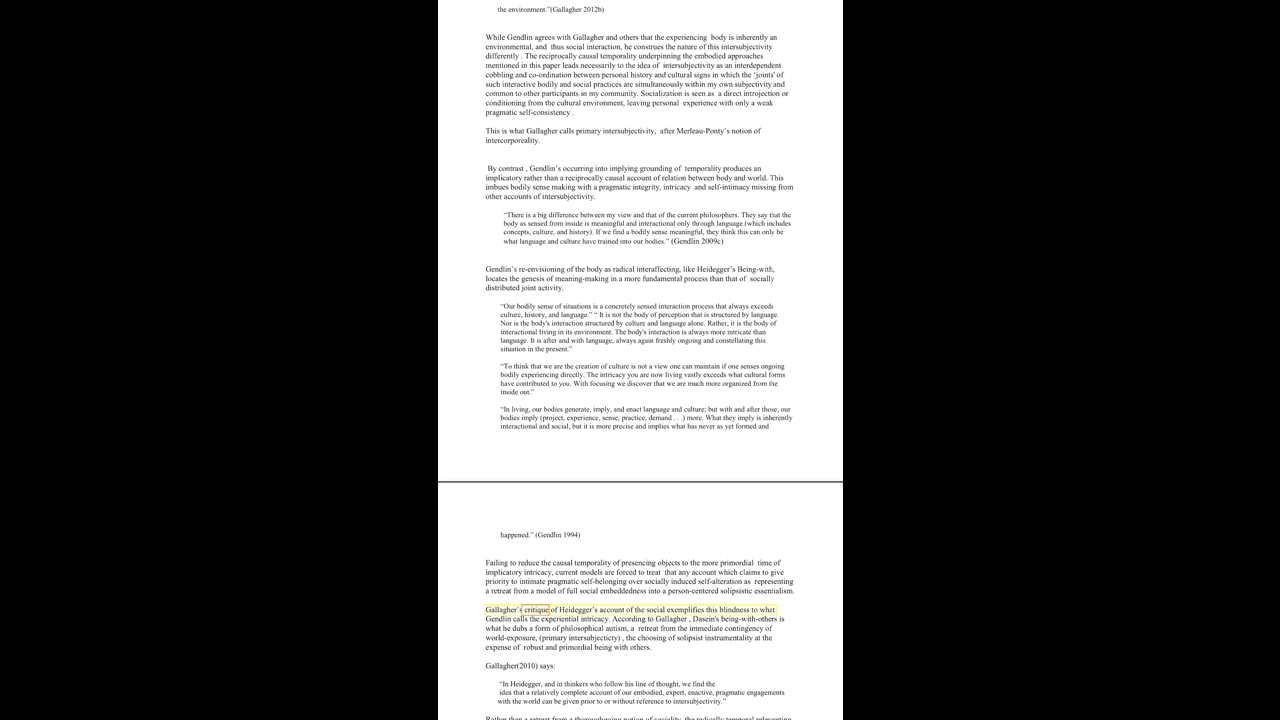 the environment.”(Gallagher 2012b)
While Gendlin agrees with Gallagher and others that the experiencing body is inherently an
environmental, and thus social interaction, he construes the nature of this intersubjectivity
differently . The reciprocally causal temporality underpinning the embodied approaches
mentioned in this paper leads necessarily to the idea of intersubjectivity as an interdependent
cobbling and co-ordination between personal history and cultural signs in which the ‘joints’ of
such interactive bodily and social practices are simultaneously within my own subjectivity and
common to other participants in my community. Socialization is seen as a direct introjection or
conditioning from the cultural environment, leaving personal experience with only a weak
pragmatic self-consistency .
This is what Gallagher calls primary intersubjectivity, after Merleau-Ponty’s notion of
intercorporeality.
By contrast , Gendlin’s occurring into implying grounding of temporality produces an
implicatory rather than a reciprocally causal account of relation between body and world. This
imbues bodily sense making with a pragmatic integrity, intricacy and self-intimacy missing from
other accounts of intersubjectivity.
“There is a big difference between my view and that of the current philosophers. They say that the
body as sensed from inside is meaningful and interactional only through language (which includes
concepts, culture, and history). If we find a bodily sense meaningful, they think this can only be
what language and culture have trained into our bodies.” (Gendlin 2009c)
Gendlin’s re-envisioning of the body as radical interaffecting, like Heidegger’s Being-with,
locates the genesis of meaning-making in a more fundamental process than that of socially
distributed joint activity.
“Our bodily sense of situations is a concretely sensed interaction process that always exceeds
culture, history, and language.” “ It is not the body of perception that is structured by language.
Nor is the body's interaction structured by culture and language alone. Rather, it is the body of
interactional living in its environment. The body's interaction is always more intricate than
language. It is after and with language, always again freshly ongoing and constellating this
situation in the present.”
“To think that we are the creation of culture is not a view one can maintain if one senses ongoing
bodily experiencing directly. The intricacy you are now living vastly exceeds what cultural forms
have contributed to you. With focusing we discover that we are much more organized from the
inside out.”
“In living, our bodies generate, imply, and enact language and culture; but with and after those, our
bodies imply (project, experience, sense, practice, demand . . .) more. What they imply is inherently
interactional and social, but it is more precise and implies what has never as yet formed and
happened.” (Gendlin 1994)
Failing to reduce the causal temporality of presencing objects to the more primordial time of
implicatory intricacy, current models are forced to treat that any account which claims to give
priority to intimate pragmatic self-belonging over socially induced self-alteration as representing
a retreat from a model of full social embeddedness into a person-centered solipsistic essentialism.
Gallagher’s critique of Heidegger’s account of the social exemplifies this blindness to what
Gendlin calls the experiential intricacy. According to Gallagher , Dasein's being-with-others is
what he dubs a form of philosophical autism, a retreat from the immediate contingency of
world-exposure, (primary intersubjecticty) , the choosing of solipsist instrumentality at the
expense of robust and primordial being with others.
Gallagher(2010) says:
“In Heidegger, and in thinkers who follow his line of thought, we find the
idea that a relatively complete account of our embodied, expert, enactive, pragmatic engagements
with the world can be given prior to or without reference to intersubjectivity.”
Rather than a retreat from a thoroughgoing notion of sociality, the radically temporal